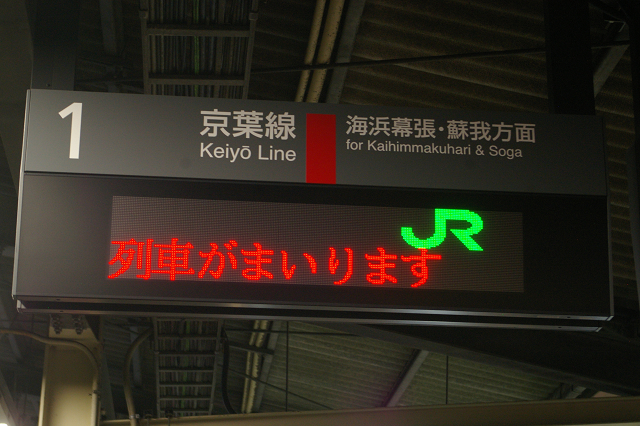 1
京葉線
Keiyō Line
海浜幕張・蘇我方面
for Kaihimmakuhari & Soga
JR
列車がまいります